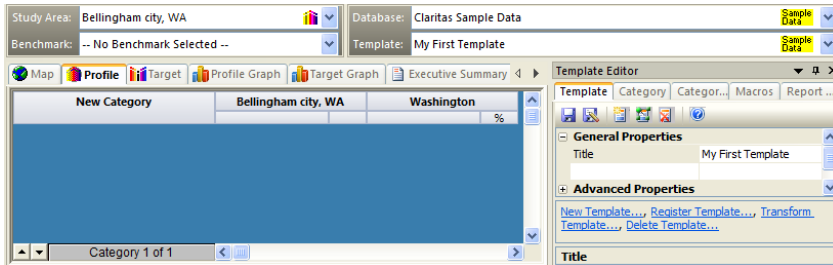 Study Area: Bellingham city, WA Database: Claritas Sample Data Sample Data
Benchmark: -- No Benchmark Selected -- Template: My First Template Sample Data
Map Profile Target Profile Graph Target Graph Executive Summary
New Category Bellingham city, WA Washington
%
Category 1 of 1
Template Editor
Template Category Categor... Macros Report ...
General Properties
Title My First Template
Advanced Properties
New Template..., Register Template..., Transform
Template..., Delete Template...
Title